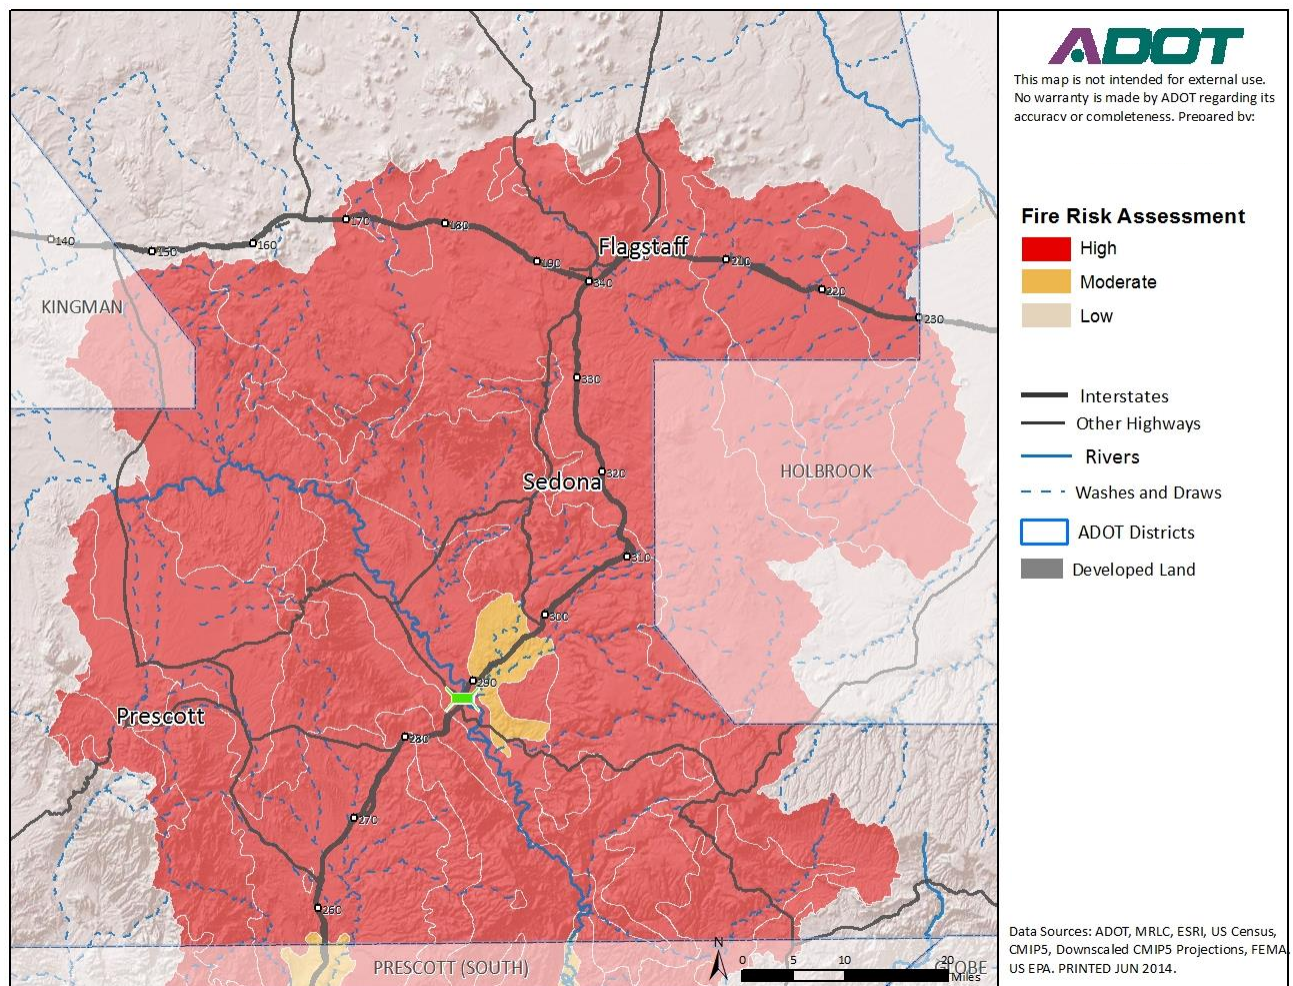 ADOT
This map is not intended for external use.
No warranty is made by ADOT regarding its
accuracy or completeness. Prepared by:
Fire Risk Assessment
High
Moderate
Low
Interstates
Other Highways
Rivers
Washes and Draws
ADOT Districts
Developed Land
Data Sources: ADOT, MRLC, ESRI, US Census,
CMIP5, Downscaled CMIP5 Projections, FEMA,
US EPA. PRINTED JUN 2014.
140
150
160
170
180
190
Flagstaff
340
210
220
230
KINGMAN
330
HOLBROOK
320
Sedona
310
300
290
Prescott
280
270
260
PRESCOTT (SOUTH)
GLOBE
N
0 5 10 20
Miles